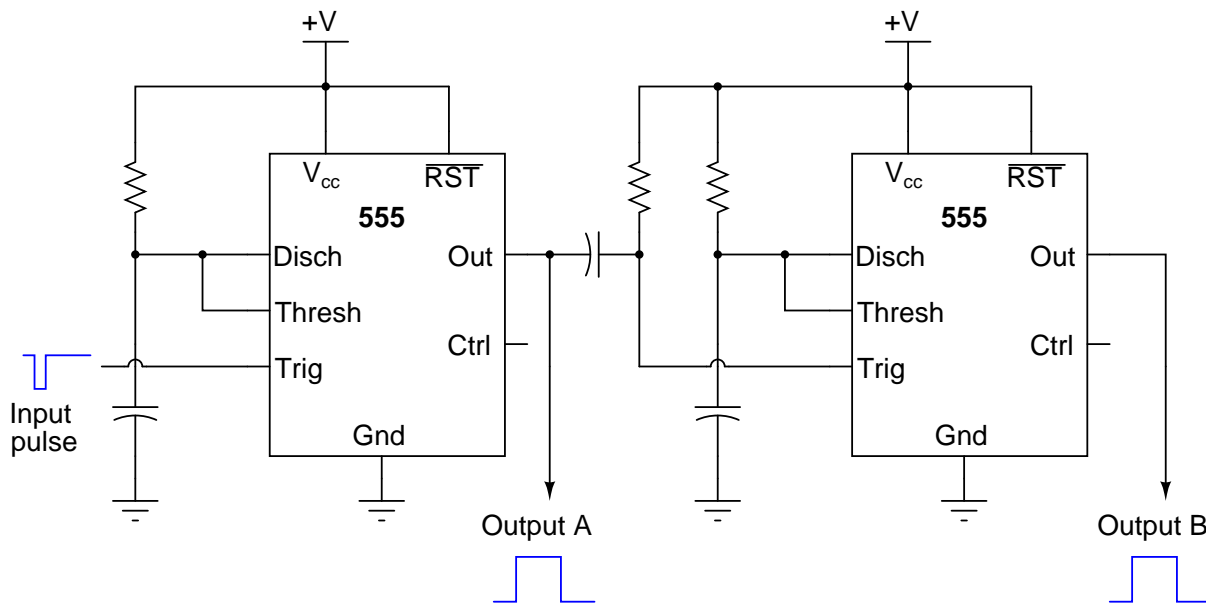 +V
+V
Vcc
RST
Vcc
RST
555
555
Disch
Out
Disch
Out
Thresh
Thresh
Ctrl
Ctrl
Trig
Trig
Input
pulse
Gnd
Gnd
Output A
Output B